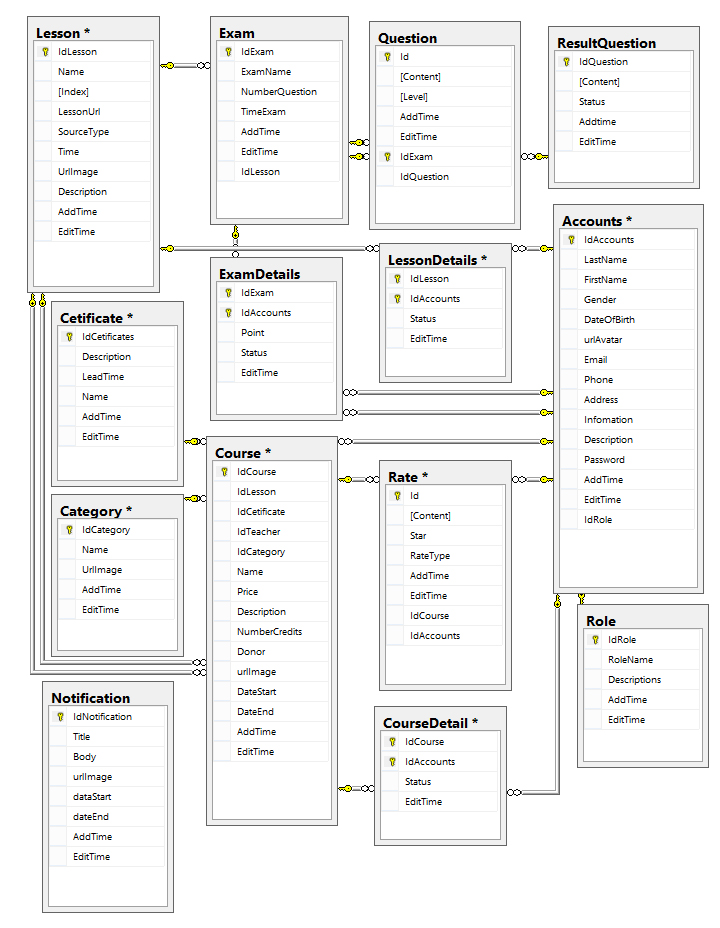 Lesson *
IdLesson
Name
[Index]
LessonUrl
SourceType
Time
UrlImage
Description
AddTime
EditTime
Exam
IdExam
ExamName
NumberQuestion
TimeExam
AddTime
EditTime
IdLesson
Question
Id
[Content]
[Level]
AddTime
EditTime
IdExam
IdQuestion
ResultQuestion
IdQuestion
[Content]
Status
Addtime
EditTime
Accounts *
IdAccounts
LastName
FirstName
Gender
DateOfBirth
urlAvatar
Email
Phone
Address
Infomation
Description
Password
AddTime
EditTime
IdRole
LessonDetails *
IdLesson
IdAccounts
Status
EditTime
ExamDetails
IdExam
IdAccounts
Point
Status
EditTime
Cetificate *
IdCetificates
Description
LeadTime
Name
AddTime
EditTime
Course *
IdCourse
IdLesson
IdCetificate
IdTeacher
IdCategory
Name
Price
Description
NumberCredits
Donor
urlImage
DateStart
DateEnd
AddTime
EditTime
Rate *
Id
[Content]
Star
RateType
AddTime
EditTime
IdCourse
IdAccounts
Category *
IdCategory
Name
UrlImage
AddTime
EditTime
Role
IdRole
RoleName
Descriptions
AddTime
EditTime
Notification
IdNotification
Title
Body
urlImage
dataStart
dateEnd
AddTime
EditTime
CourseDetail *
IdCourse
IdAccounts
Status
EditTime